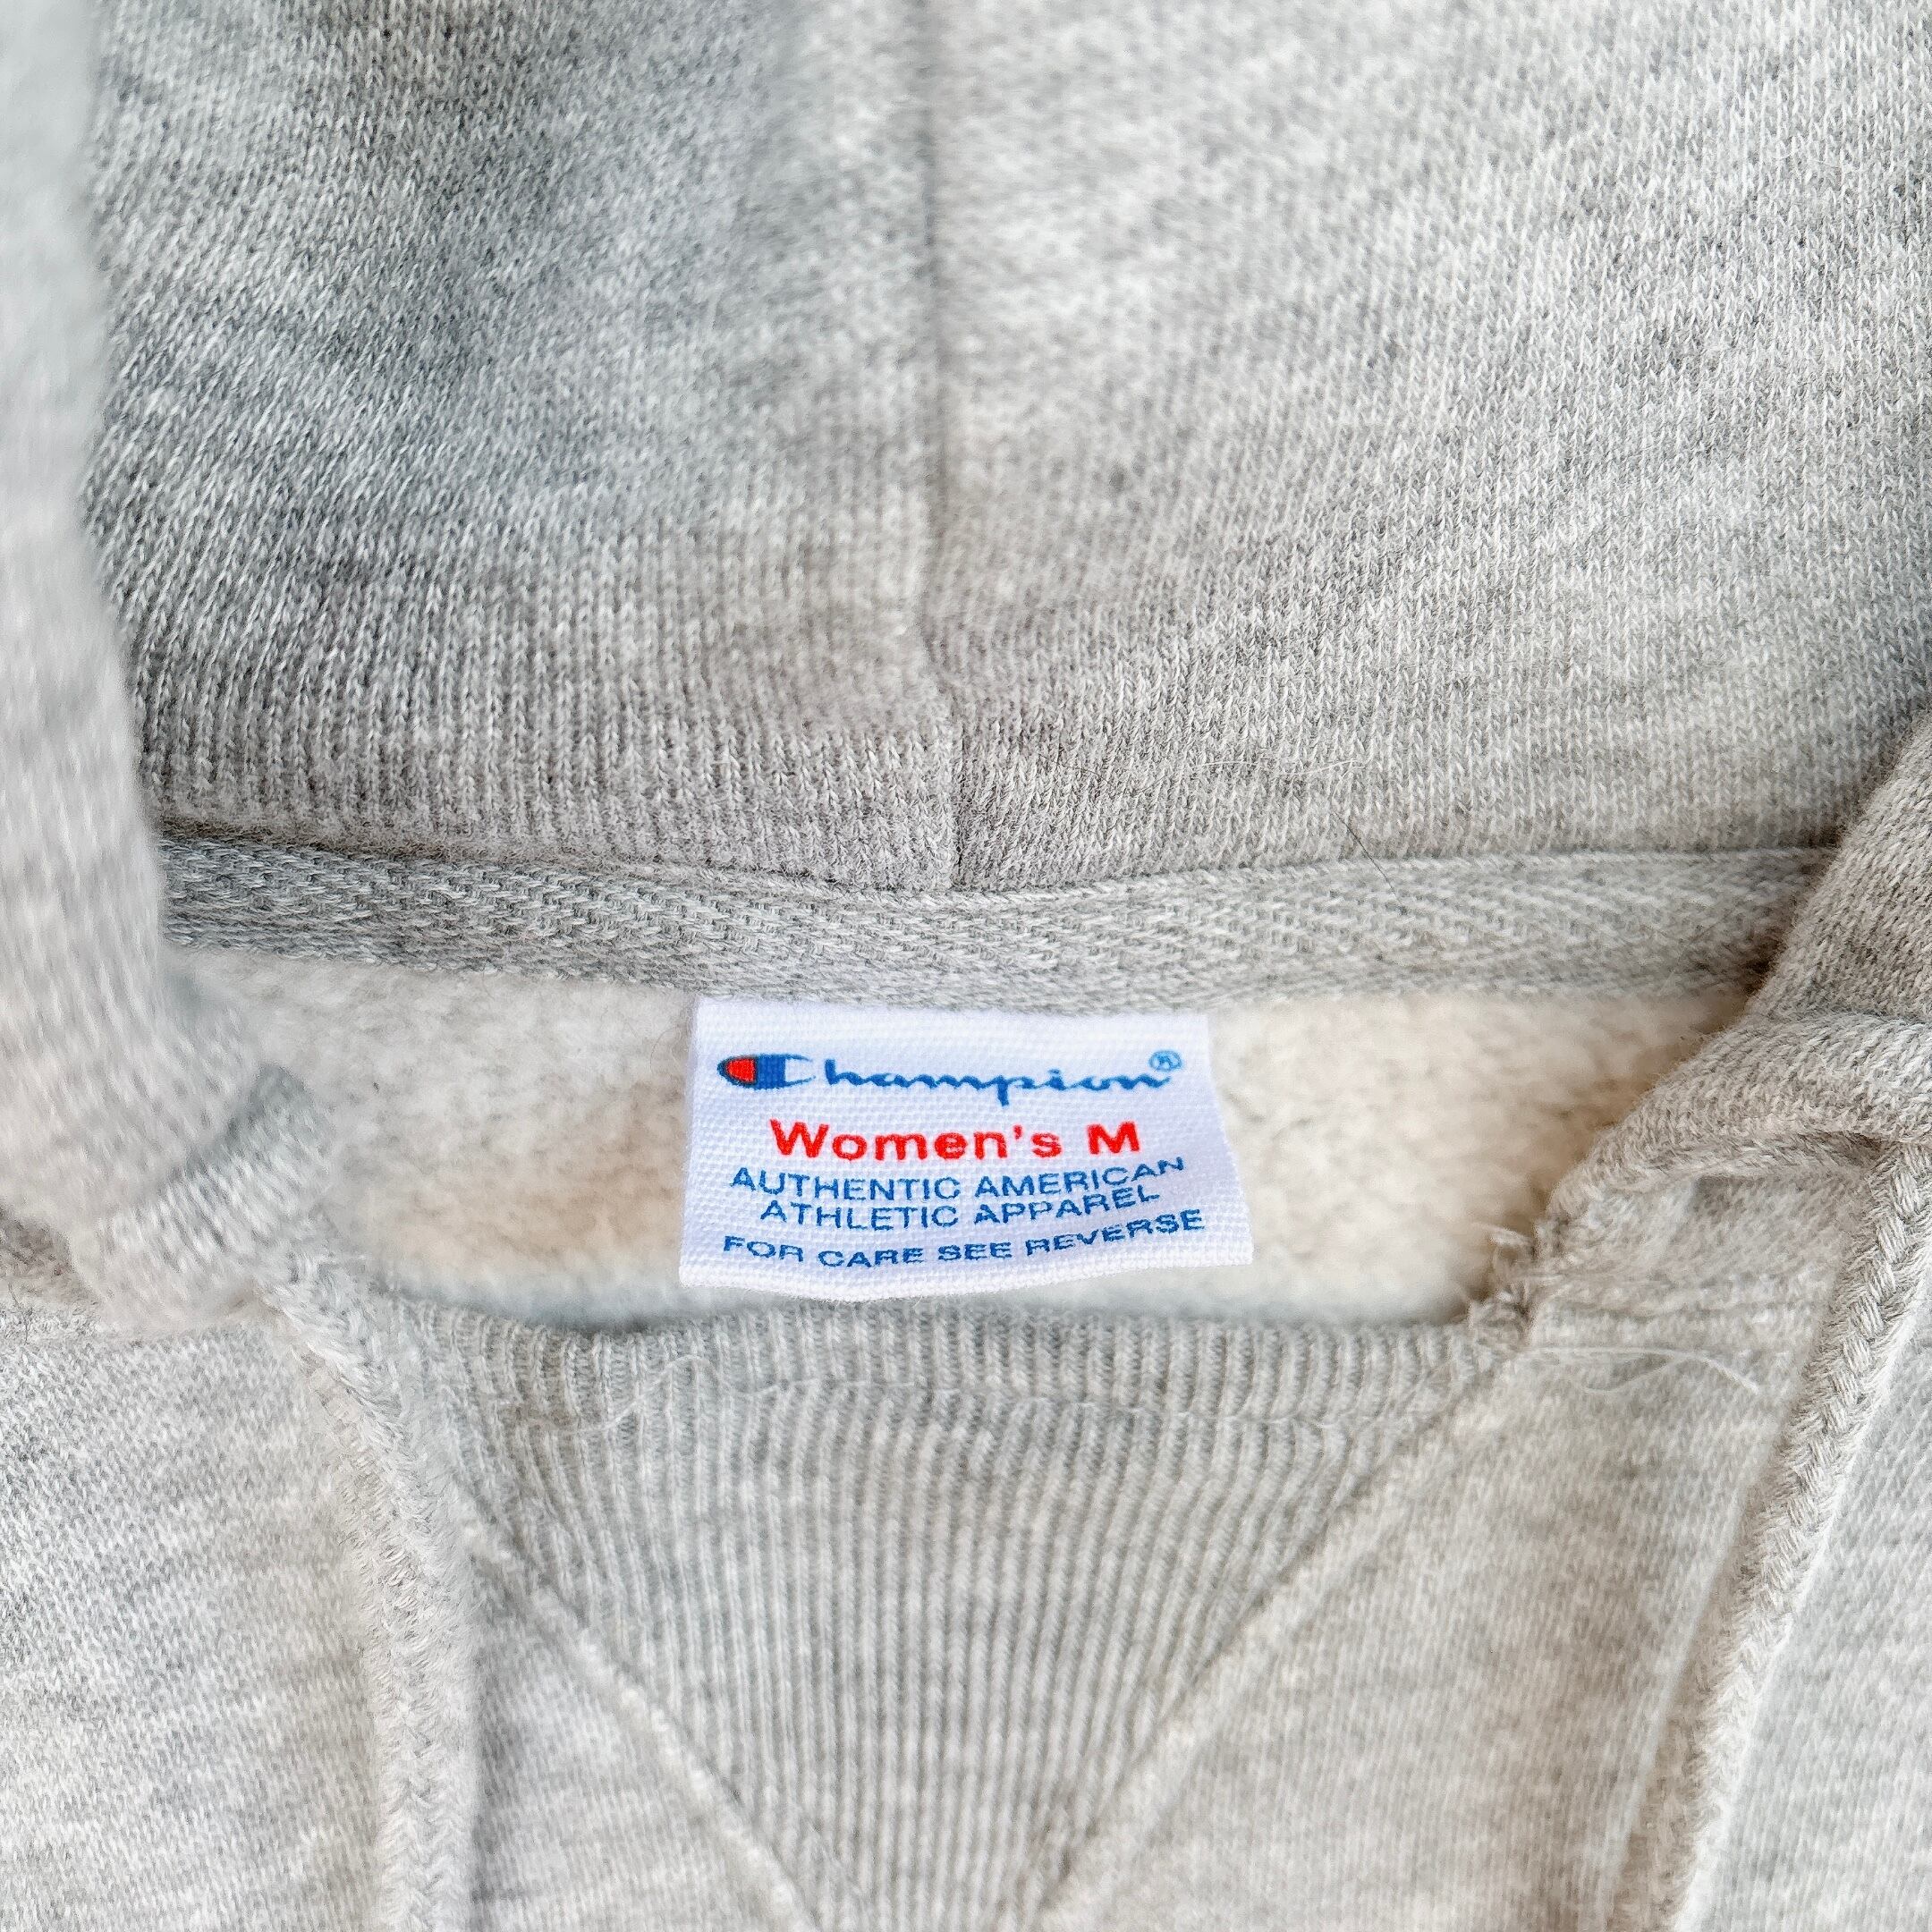 Champion®
Women's M
AUTHENTIC AMERICAN
ATHLETIC APPAREL
FOR CARE SEE REVERSE